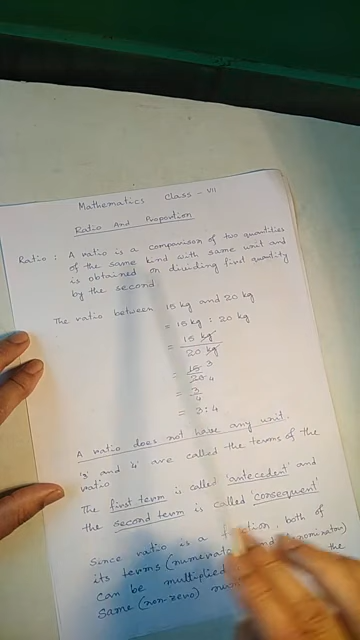 Mathematics Class - VII
Ratio And Proportion
Ratio : A ratio is a comparison of two quantities
of the same kind with same unit and
is obtained on dividing first quantity
by the second
The ratio between 15 kg and 20 kg
= 15 kg : 20 kg
= 15 kg / 20 kg
= 15 3 / 20 4
= 3 / 4
= 3 : 4
A ratio does not have any unit.
'3' and '4' are called the terms of the
ratio
The first term is called 'antecedent' and
the second term is called 'consequent'
Since ratio is a fraction, both of
its terms (numerator and denominator)
can be multiplied the
same (non-zero)